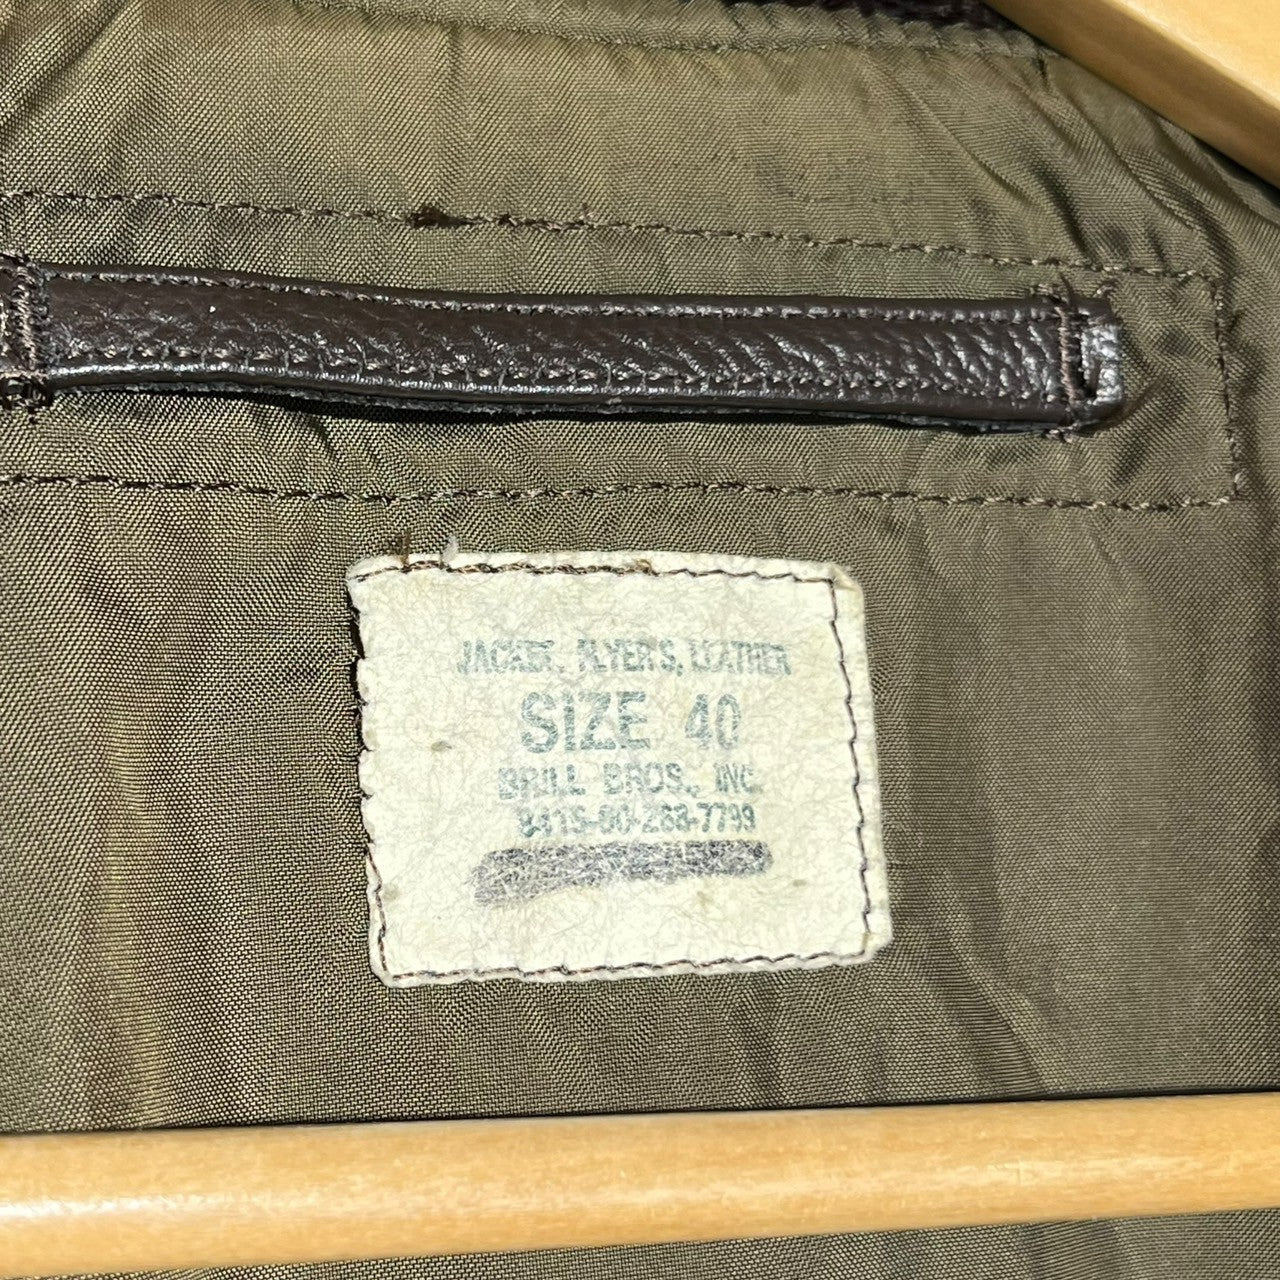 JACKET, FLYER'S, LEATHER
SIZE 40
BRILL BROS., INC.
8415-00-268-7799